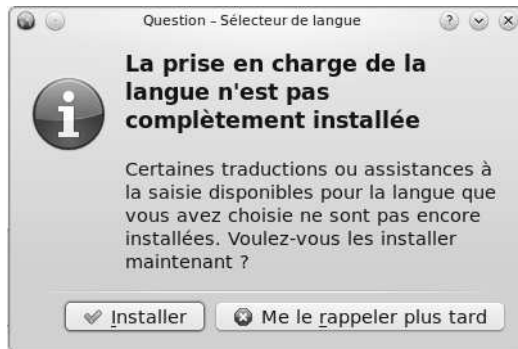 Question – Sélecteur de langue
La prise en charge de la
langue n'est pas
complètement installée
Certaines traductions ou assistances à
la saisie disponibles pour la langue que
vous avez choisie ne sont pas encore
installées. Voulez-vous les installer
maintenant ?
Installer
Me le rappeler plus tard